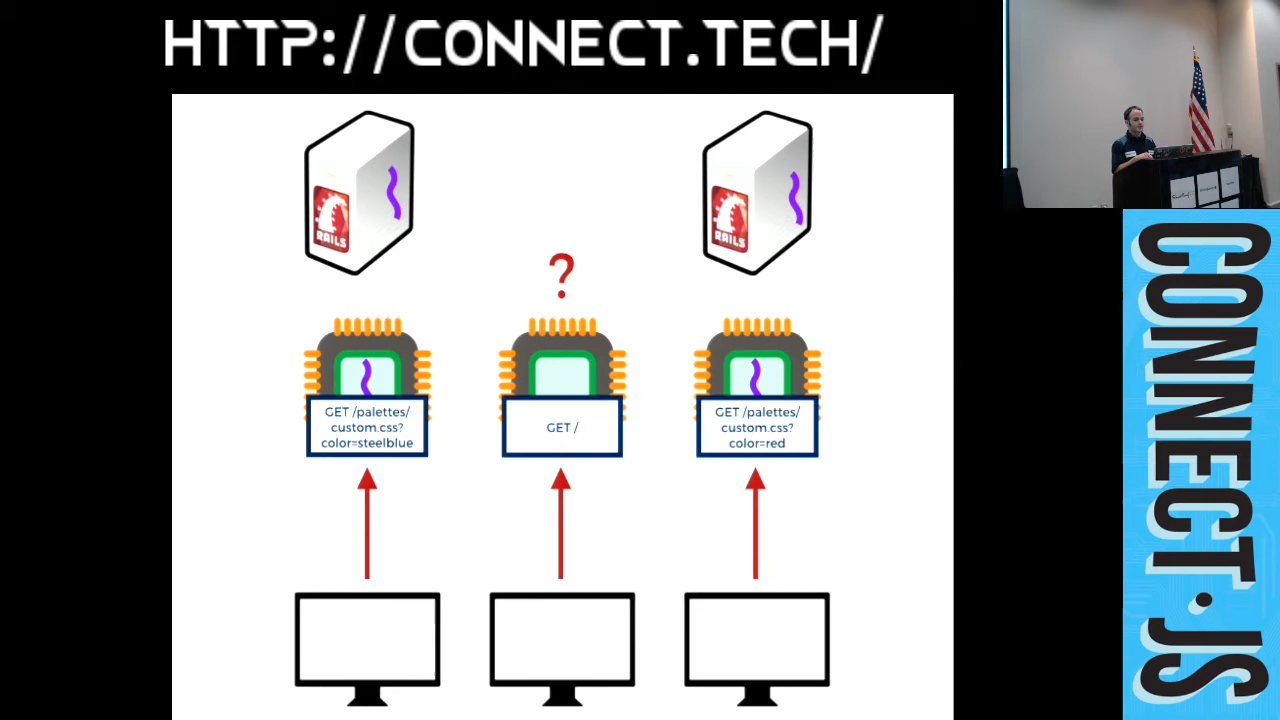 HTTP://CONNECT.TECH/
RAILS
RAILS
?
GET /palettes/
custom.css?
color=steelblue
GET /
GET /palettes/
custom.css?
color=red
CONNECT.JS